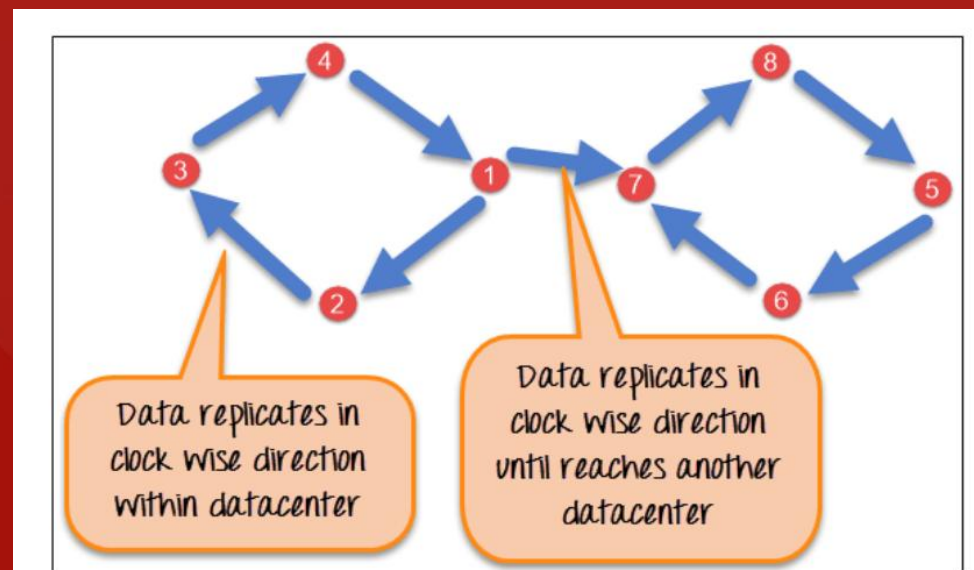 4
8
3
1
7
5
2
6
Data replicates in
clock wise direction
within datacenter
Data replicates in
clock wise direction
until reaches another
datacenter